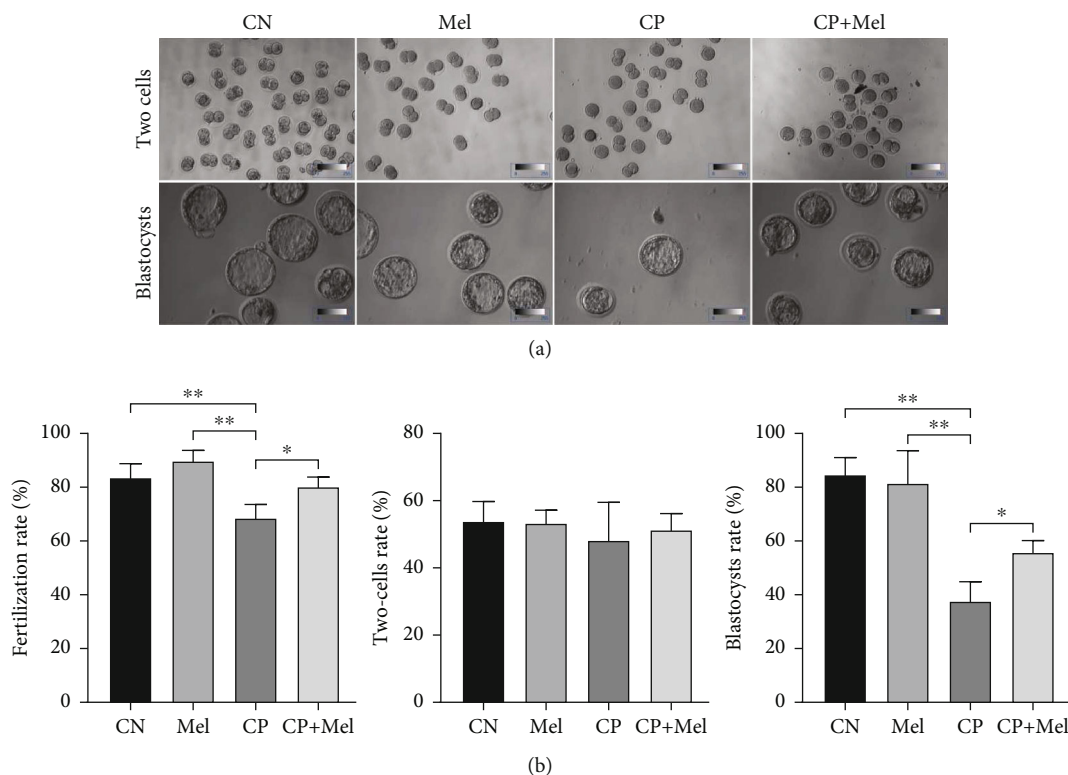 CN Mel CP CP+Mel
Two cells
Blastocysts
(a)
Fertilization rate (%)
100
80
60
40
80
0
** 
**
*
CN Mel CP CP+Mel
Two-cells rate (%)
80
60
40
20
0
CN Mel CP CP+Mel
Blastocysts rate (%)
100
80
60
40
80
0
**
**
*
CN Mel CP CP+Mel
(b)